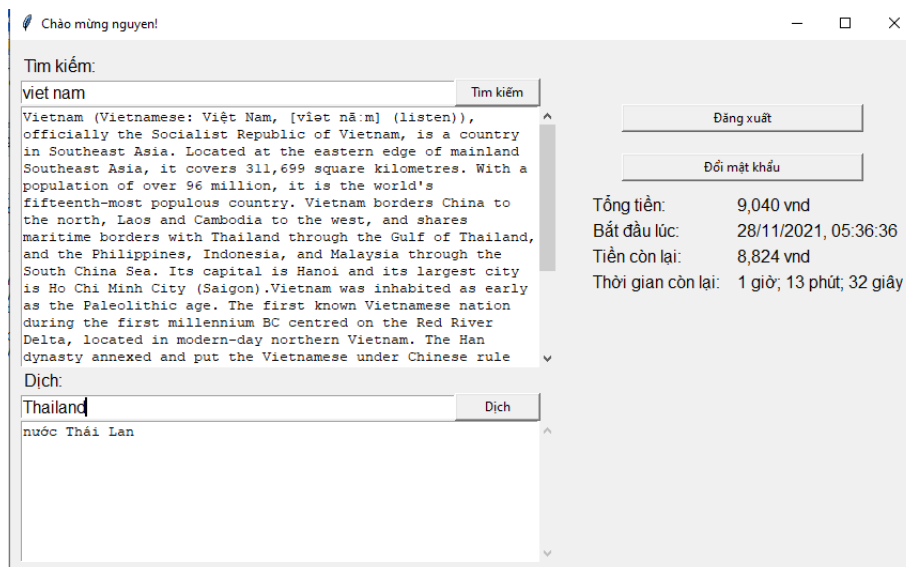 Chào mừng nguyen!
Tìm kiếm:
viet nam
Tìm kiếm
Vietnam (Vietnamese: Việt Nam, [vîət nāːm] (listen)),
officially the Socialist Republic of Vietnam, is a country
in Southeast Asia. Located at the eastern edge of mainland
Southeast Asia, it covers 311,699 square kilometres. With a
population of over 96 million, it is the world's
fifteenth-most populous country. Vietnam borders China to
the north, Laos and Cambodia to the west, and shares
maritime borders with Thailand through the Gulf of Thailand,
and the Philippines, Indonesia, and Malaysia through the
South China Sea. Its capital is Hanoi and its largest city
is Ho Chi Minh City (Saigon).Vietnam was inhabited as early
as the Paleolithic age. The first known Vietnamese nation
during the first millennium BC centred on the Red River
Delta, located in modern-day northern Vietnam. The Han
dynasty annexed and put the Vietnamese under Chinese rule
Dịch:
Thailand
Dịch
nước Thái Lan
Đăng xuất
Đổi mật khẩu
Tổng tiền: 9,040 vnd
Bắt đầu lúc: 28/11/2021, 05:36:36
Tiền còn lại: 8,824 vnd
Thời gian còn lại: 1 giờ; 13 phút; 32 giây